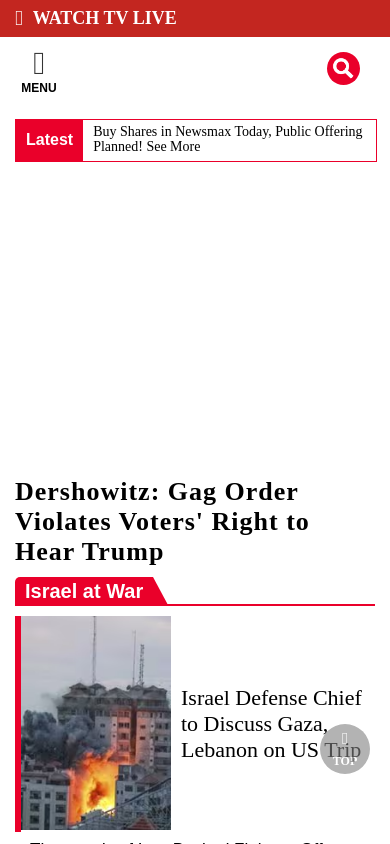 WATCH TV LIVE
MENU
Latest
Buy Shares in Newsmax Today, Public Offering
Planned! See More
Dershowitz: Gag Order
Violates Voters' Right to
Hear Trump
Israel at War
Israel Defense Chief
to Discuss Gaza,
Lebanon on US Trip
TOP